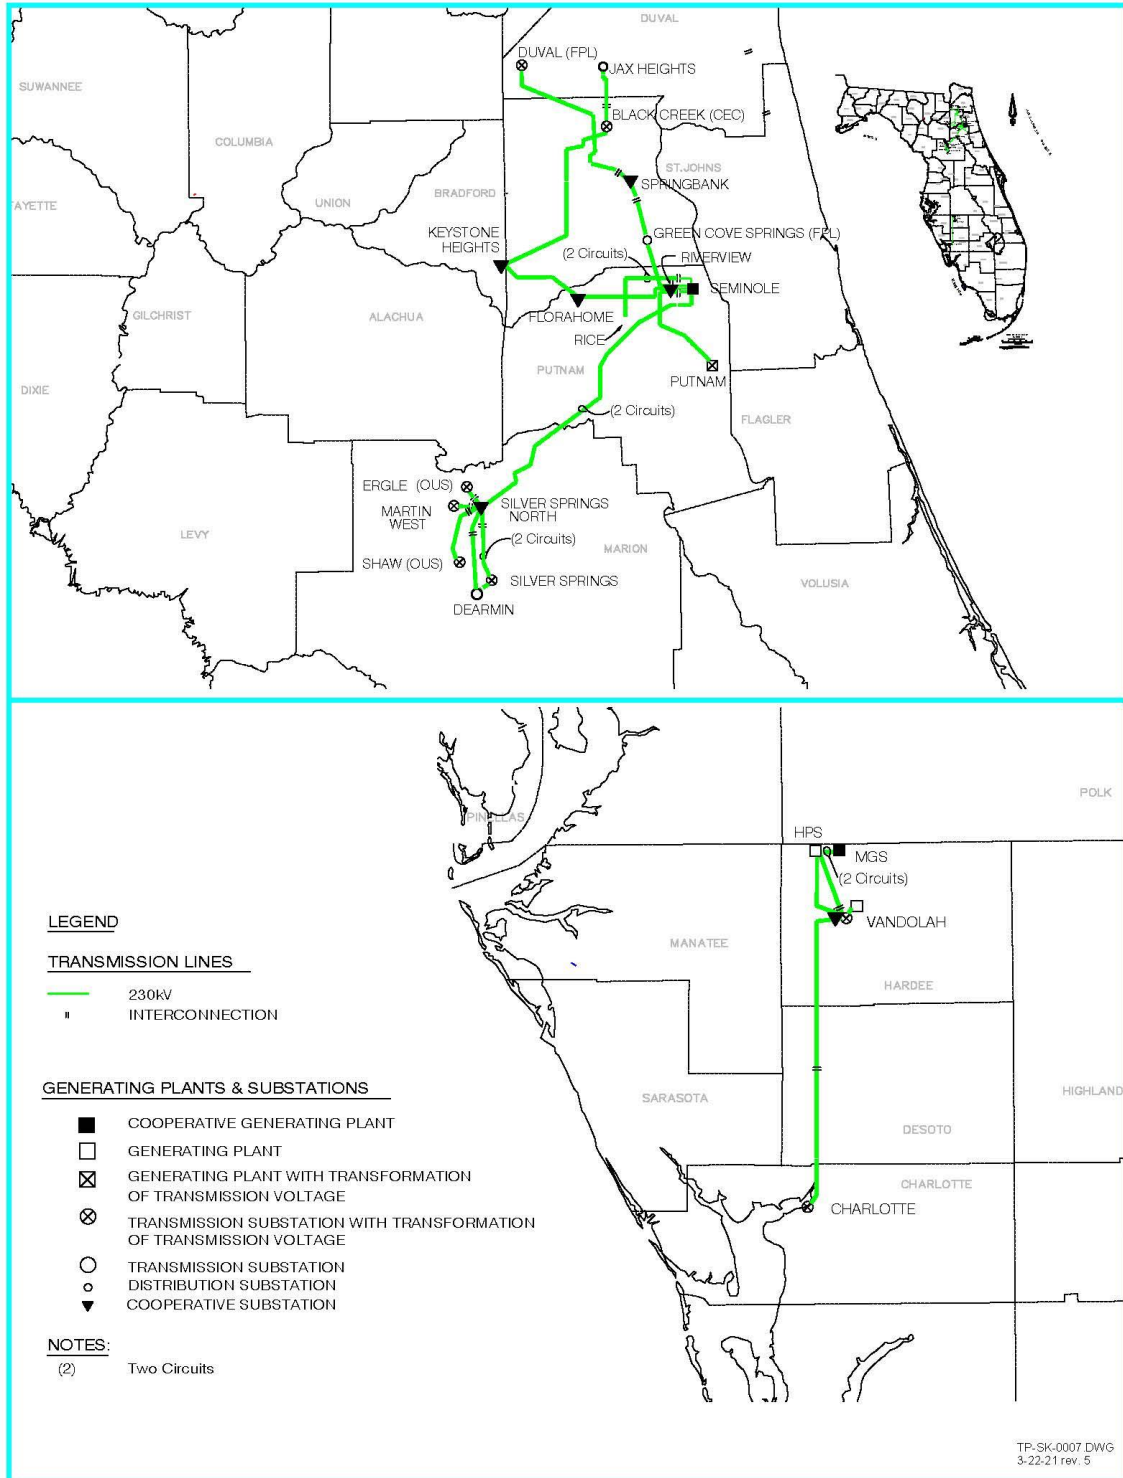 DUVAL
DUVAL (FPL)
JAX HEIGHTS
SUWANNEE
BLACK CREEK (CEC)
COLUMBIA
ST.JOHNS
SPRINGBANK
BRADFORD
UNION
AYETTE
KEYSTONE
HEIGHTS
GREEN COVE SPRINGS (FPL)
(2 Circuits)
RIVERVIEW
SEMINOLE
GILCHRIST
ALACHUA
FLORAHOME
RICE
PUTNAM
PUTNAM
DIXIE
(2 Circuits)
FLAGLER
ERGLE (OUS)
MARTIN
WEST
SILVER SPRINGS
NORTH
LEVY
(2 Circuits)
MARION
SHAW (OUS)
SILVER SPRINGS
VOLUSIA
DEARMIN
POLK
PINELLAS
HPS
MGS
(2 Circuits)
VANDOLAH
MANATEE
HARDEE
SARASOTA
HIGHLAND
DESOTO
CHARLOTTE
CHARLOTTE
LEGEND
TRANSMISSION LINES
230kV
INTERCONNECTION
GENERATING PLANTS & SUBSTATIONS
COOPERATIVE GENERATING PLANT
GENERATING PLANT
GENERATING PLANT WITH TRANSFORMATION
OF TRANSMISSION VOLTAGE
TRANSMISSION SUBSTATION WITH TRANSFORMATION
OF TRANSMISSION VOLTAGE
TRANSMISSION SUBSTATION
DISTRIBUTION SUBSTATION
COOPERATIVE SUBSTATION
NOTES:
(2) Two Circuits
TP-SK-0007.DWG
3-22-21 rev. 5